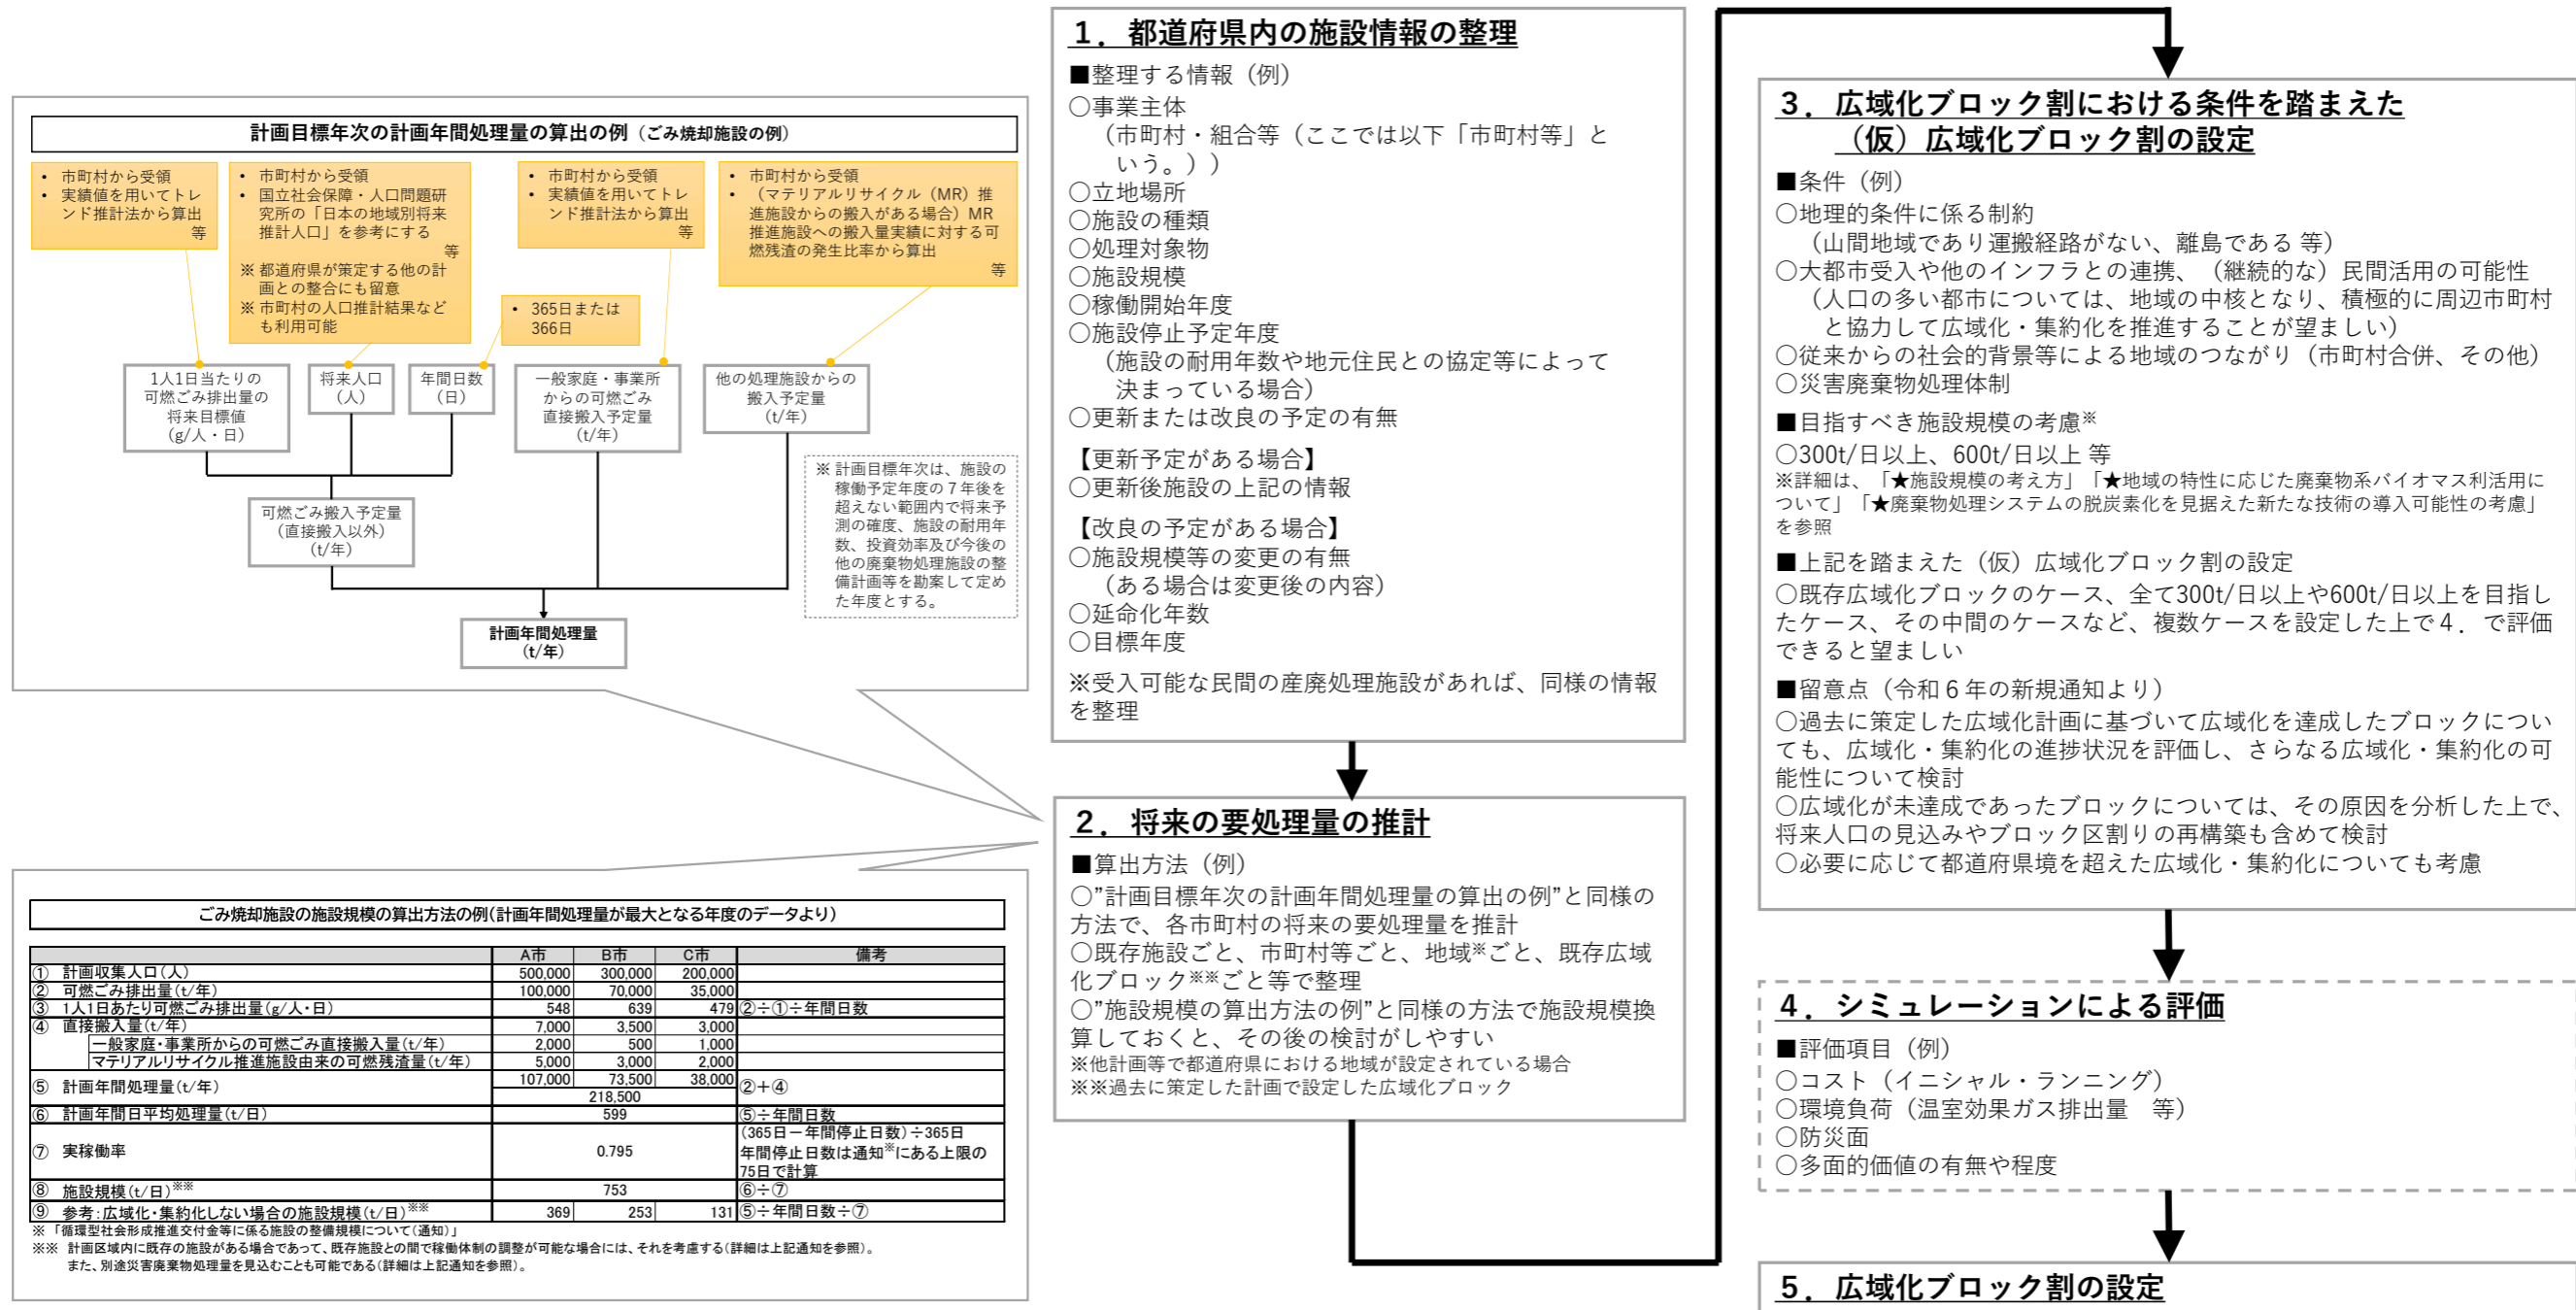 計画目標年次の計画年間処理量の算出の例（ごみ焼却施設の例）
• 市町村から受領
• 実績値を用いてトレ
ンド推計法から算出
等
• 市町村から受領
• 国立社会保障・人口問題研
究所の「日本の地域別将来
推計人口」を参考にする
等
※ 都道府県が策定する他の計
画との整合にも留意
※ 市町村の人口推計結果など
も利用可能
• 365日または
366日
• 市町村から受領
• 実績値を用いてトレ
ンド推計法から算出
等
• 市町村から受領
• （マテリアルリサイクル（MR）推
進施設からの搬入がある場合）MR
推進施設への搬入量実績に対する可
燃残渣の発生比率から算出
等
1人1日当たりの
可燃ごみ排出量の
将来目標値
(g/人・日)
将来人口
（人）
年間日数
（日）
一般家庭・事業所
からの可燃ごみ
直接搬入予定量
(t/年)
他の処理施設からの
搬入予定量
(t/年)
可燃ごみ搬入予定量
（直接搬入以外）
(t/年)
計画年間処理量
(t/年)
※ 計画目標年次は、施設の
稼働予定年度の７年後を
超えない範囲内で将来予
測の確度、施設の耐用年
数、投資効率及び今後の
他の廃棄物処理施設の整
備計画等を勘案して定め
た年度とする。
ごみ焼却施設の施設規模の算出方法の例(計画年間処理量が最大となる年度のデータより)
A市 B市 C市 備考
① 計画収集人口(人) 500,000 300,000 200,000
② 可燃ごみ排出量(t/年) 100,000 70,000 35,000
③ 1人1日あたり可燃ごみ排出量(g/人・日) 548 639 479 ②÷①÷年間日数
④ 直接搬入量(t/年) 7,000 3,500 3,000
一般家庭・事業所からの可燃ごみ直接搬入量(t/年) 2,000 500 1,000
マテリアルリサイクル推進施設由来の可燃残渣量(t/年) 5,000 3,000 2,000
⑤ 計画年間処理量(t/年) 107,000 73,500 38,000 ②+④
218,500
⑥ 計画年間日平均処理量(t/日) 599 ⑤÷年間日数
⑦ 実稼働率 0.795 (365日－年間停止日数)÷365日
年間停止日数は通知※にある上限の
75日で計算
⑧ 施設規模(t/日)※※ 753 ⑥÷⑦
⑨ 参考:広域化・集約化しない場合の施設規模(t/日)※※ 369 253 131 ⑤÷年間日数÷⑦
※ 「循環型社会形成推進交付金等に係る施設の整備規模について(通知)」
※※ 計画区域内に既存の施設がある場合であって、既存施設との間で稼働体制の調整が可能な場合には、それを考慮する(詳細は上記通知を参照)。
また、別途災害廃棄物処理量を見込むことも可能である(詳細は上記通知を参照)。
１．都道府県内の施設情報の整理
■整理する情報（例）
○事業主体
（市町村・組合等（ここでは以下「市町村等」と
いう。））
○立地場所
○施設の種類
○処理対象物
○施設規模
○稼働開始年度
○施設停止予定年度
（施設の耐用年数や地元住民との協定等によって
決まっている場合）
○更新または改良の予定の有無
【更新予定がある場合】
○更新後施設の上記の情報
【改良の予定がある場合】
○施設規模等の変更の有無
（ある場合は変更後の内容）
○延命化年数
○目標年度
※受入可能な民間の産廃処理施設があれば、同様の情報
を整理
２．将来の要処理量の推計
■算出方法（例）
○”計画目標年次の計画年間処理量の算出の例”と同様の
方法で、各市町村の将来の要処理量を推計
○既存施設ごと、市町村等ごと、地域※ごと、既存広域
化ブロック※※ごと等で整理
○”施設規模の算出方法の例”と同様の方法で施設規模換
算しておくと、その後の検討がしやすい
※他計画等で都道府県における地域が設定されている場合
※※過去に策定した計画で設定した広域化ブロック
３．広域化ブロック割における条件を踏まえた
（仮）広域化ブロック割の設定
■条件（例）
○地理的条件に係る制約
（山間地域であり運搬経路がない、離島である 等）
○大都市受入や他のインフラとの連携、（継続的な）民間活用の可能性
（人口の多い都市については、地域の中核となり、積極的に周辺市町村
と協力して広域化・集約化を推進することが望ましい）
○従来からの社会的背景等による地域のつながり（市町村合併、その他）
○災害廃棄物処理体制
■目指すべき施設規模の考慮※
○300t/日以上、600t/日以上 等
※詳細は、「★施設規模の考え方」「★地域の特性に応じた廃棄物系バイオマス利活用に
ついて」「★廃棄物処理システムの脱炭素化を見据えた新たな技術の導入可能性の考慮」
を参照
■上記を踏まえた（仮）広域化ブロック割の設定
○既存広域化ブロックのケース、全て300t/日以上や600t/日以上を目指し
たケース、その中間のケースなど、複数ケースを設定した上で４．で評価
できると望ましい
■留意点（令和６年の新規通知より）
○過去に策定した広域化計画に基づいて広域化を達成したブロックについ
ても、広域化・集約化の進捗状況を評価し、さらなる広域化・集約化の可
能性について検討
○広域化が未達成であったブロックについては、その原因を分析した上で、
将来人口の見込みやブロック区割りの再構築も含めて検討
○必要に応じて都道府県境を超えた広域化・集約化についても考慮
４．シミュレーションによる評価
■評価項目（例）
○コスト（イニシャル・ランニング）
○環境負荷（温室効果ガス排出量　等）
○防災面
○多面的価値の有無や程度
５．広域化ブロック割の設定